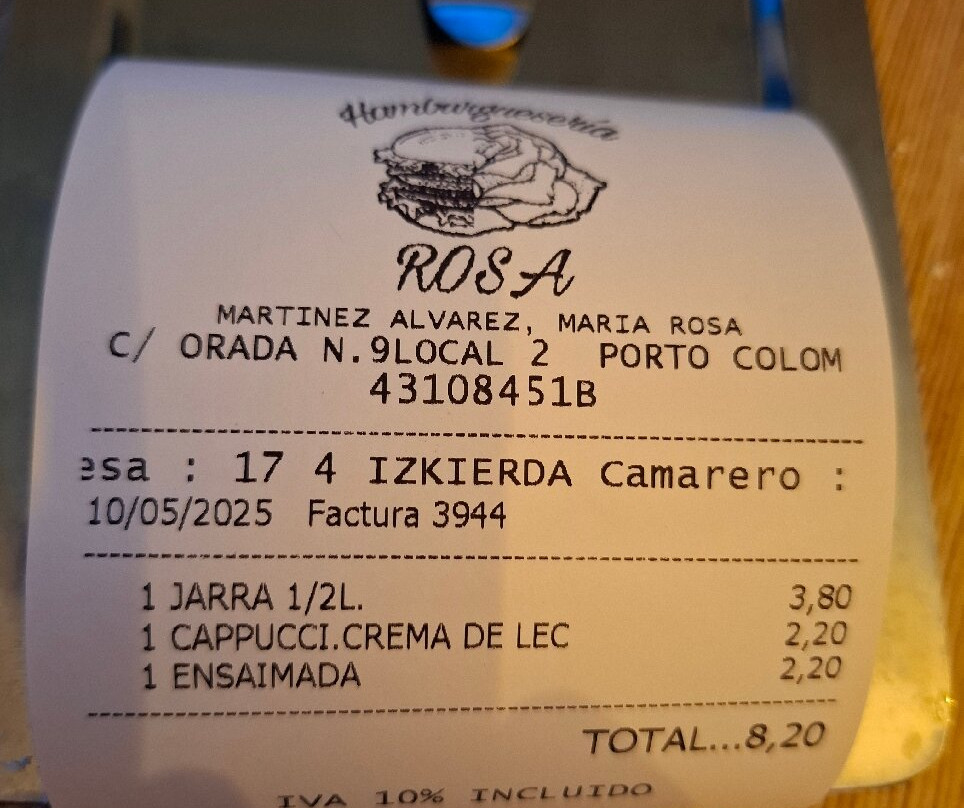 Hamburguesería
ROSA
MARTINEZ ALVAREZ, MARIA ROSA
C/ ORADA N.9LOCAL 2 PORTO COLOM
43108451B
esa : 17 4 IZKIERDA Camarero :
10/05/2025 Factura 3944
1 JARRA 1/2L. 3,80
1 CAPPUCCI.CREMA DE LEC 2,20
1 ENSAIMADA 2,20
TOTAL...8,20
IVA 10% INCLUIDO